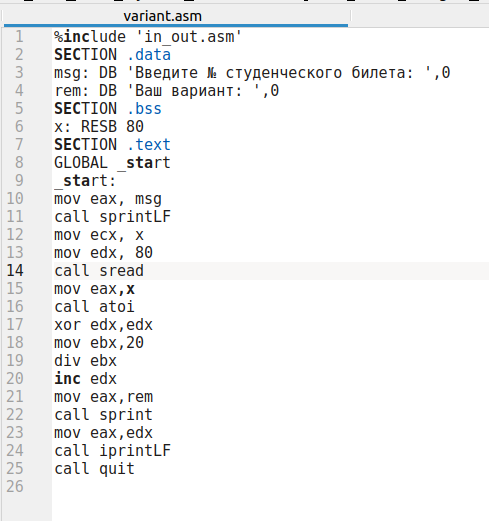 variant.asm
1 %include 'in_out.asm'
2 SECTION .data
3 msg: DB 'Введите № студенческого билета: ',0
4 rem: DB 'Ваш вариант: ',0
5 SECTION .bss
6 x: RESB 80
7 SECTION .text
8 GLOBAL _start
9 _start:
10 mov eax, msg
11 call sprintLF
12 mov ecx, x
13 mov edx, 80
14 call sread
15 mov eax,x
16 call atoi
17 xor edx,edx
18 mov ebx,20
19 div ebx
20 inc edx
21 mov eax,rem
22 call sprint
23 mov eax,edx
24 call iprintLF
25 call quit
26